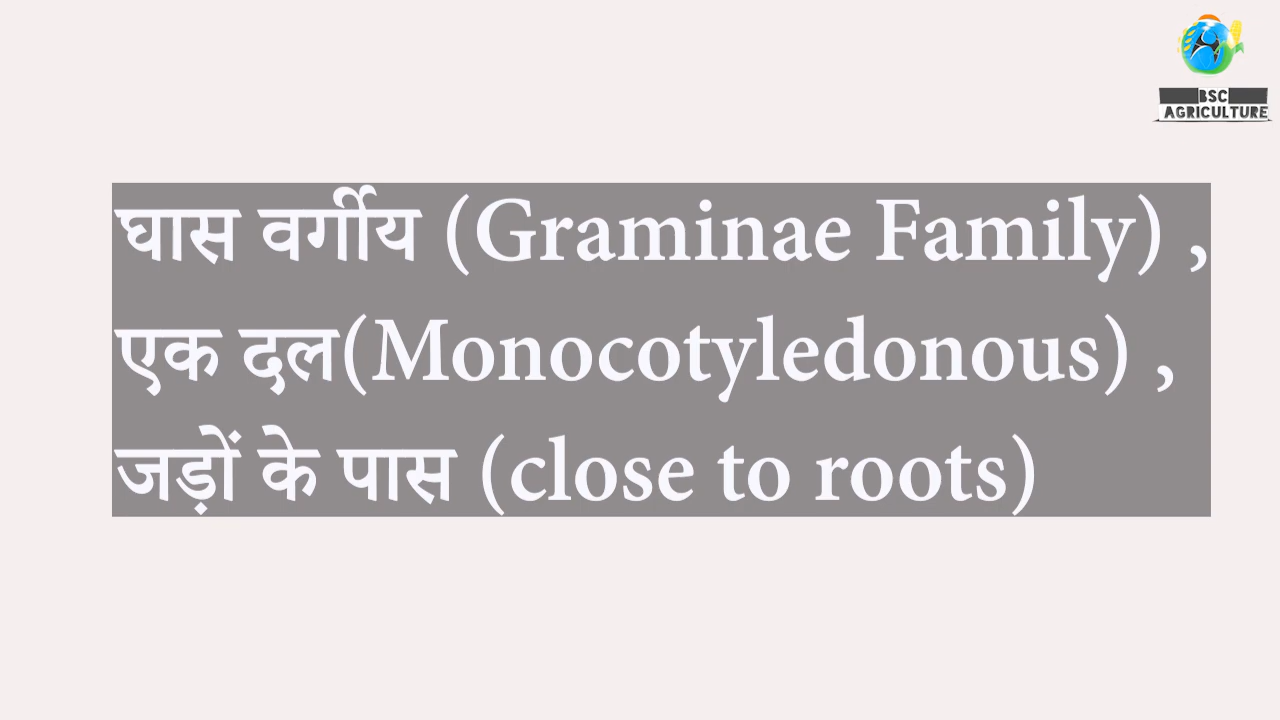 BSC
AGRICULTURE
घास वर्गीय (Graminae Family) ,
एक दल(Monocotyledonous) ,
जड़ों के पास (close to roots)